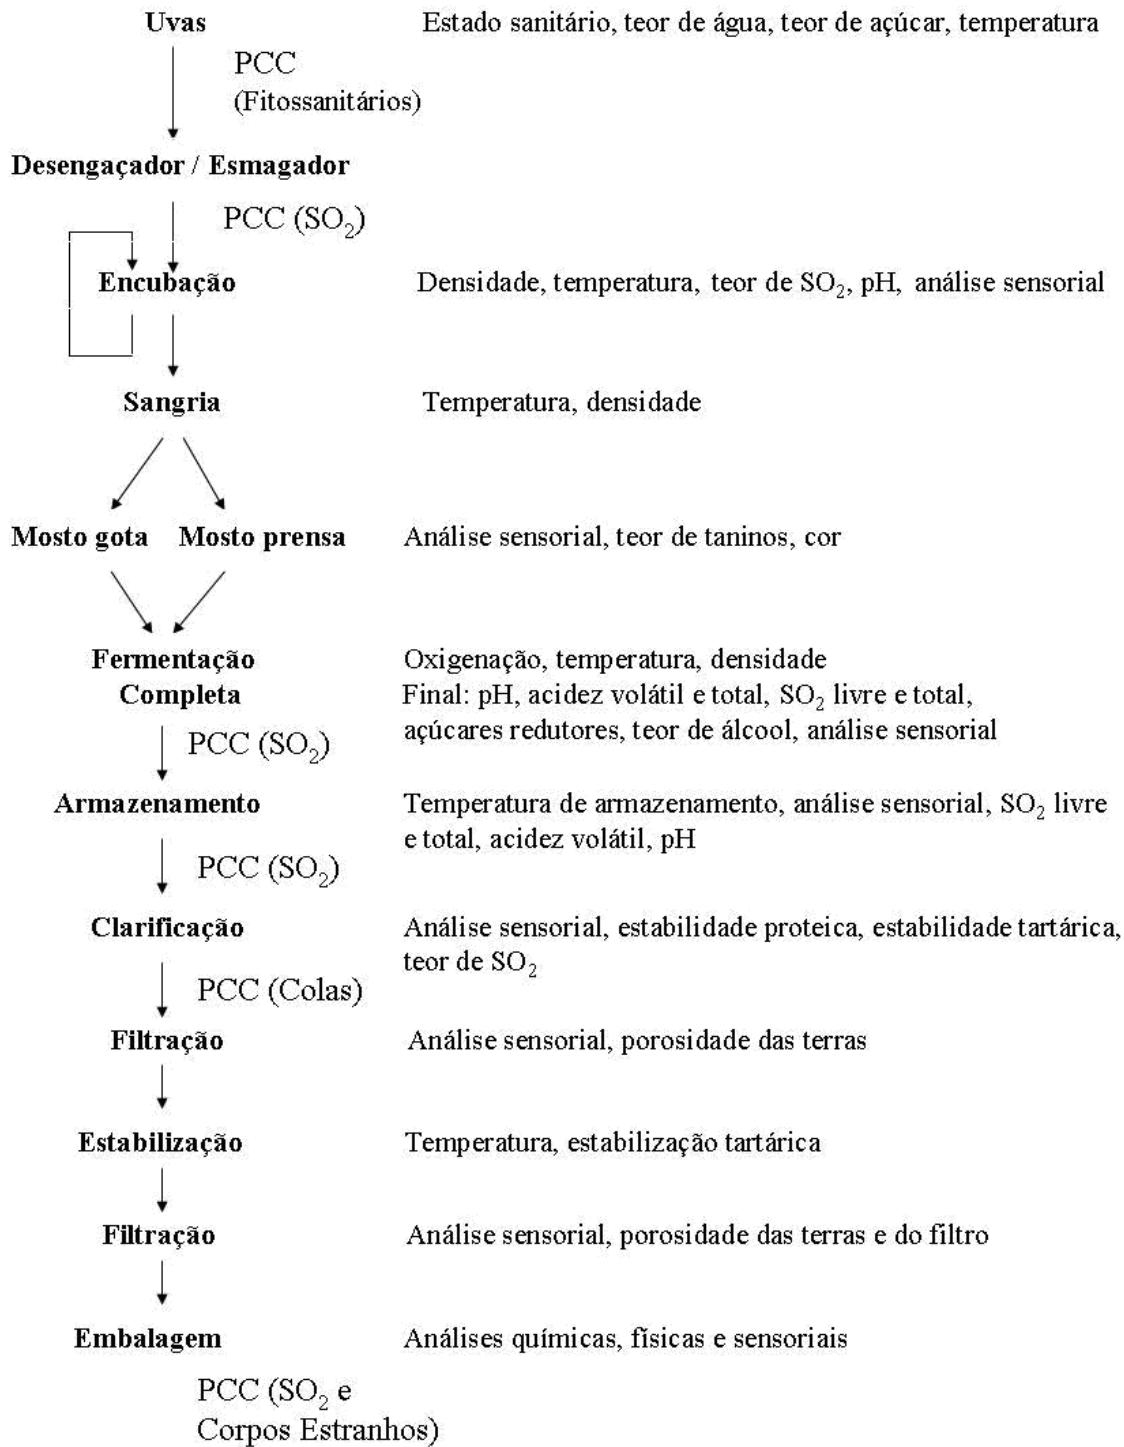 Uvas Estado sanitário, teor de água, teor de açúcar, temperatura
PCC
(Fitossanitários)
Desengaçador / Esmagador
PCC (SO₂)
Encubação Densidade, temperatura, teor de SO₂, pH, análise sensorial
Sangria Temperatura, densidade
Mosto gota Mosto prensa Análise sensorial, teor de taninos, cor
Fermentação Oxigenação, temperatura, densidade
Completa Final: pH, acidez volátil e total, SO₂ livre e total,
açúcares redutores, teor de álcool, análise sensorial
PCC (SO₂)
Armazenamento Temperatura de armazenamento, análise sensorial, SO₂ livre
e total, acidez volátil, pH
PCC (SO₂)
Clarificação Análise sensorial, estabilidade proteica, estabilidade tartárica,
teor de SO₂
PCC (Colas)
Filtração Análise sensorial, porosidade das terras
Estabilização Temperatura, estabilização tartárica
Filtração Análise sensorial, porosidade das terras e do filtro
Embalagem Análises químicas, físicas e sensoriais
PCC (SO₂ e
Corpos Estranhos)